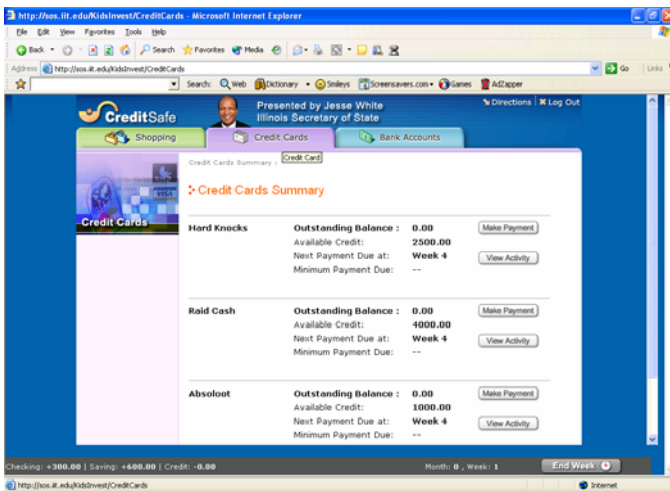 http://sos.iit.edu/KidsInvest/CreditCards - Microsoft Internet Explorer
File Edit View Favorites Tools Help
Back Search Favorites Media
Address http://sos.iit.edu/KidsInvest/CreditCards Go Links
Search: Web Dictionary Smileys Screensavers.com Games AdZapper
CreditSafe
Presented by Jesse White
Illinois Secretary of State
Directions Log Out
Shopping Credit Cards Bank Accounts
Credit Cards Summary :
Credit Card
Credit Cards Summary
VISA
Credit Cards
Hard Knocks Outstanding Balance : 0.00 Make Payment
Available Credit: 2500.00
Next Payment Due at: Week 4 View Activity
Minimum Payment Due: --
Raid Cash Outstanding Balance : 0.00 Make Payment
Available Credit: 4000.00
Next Payment Due at: Week 4 View Activity
Minimum Payment Due: --
Absoloot Outstanding Balance : 0.00 Make Payment
Available Credit: 1000.00
Next Payment Due at: Week 4 View Activity
Minimum Payment Due: --
Checking: +300.00 | Saving: +600.00 | Credit: -0.00 Month: 0 , Week: 1 End Week
http://sos.iit.edu/KidsInvest/CreditCards Internet